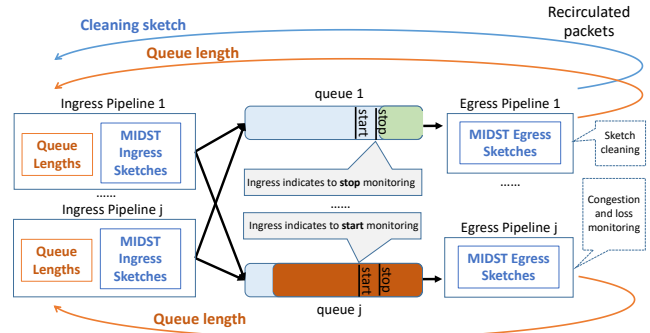 Cleaning sketch
Recirculated
packets
Queue length
Ingress Pipeline 1
queue 1
Egress Pipeline 1
Queue
Lengths
MIDST
Ingress
Sketches
start
stop
MIDST Egress
Sketches
Sketch
cleaning
Ingress indicates to stop monitoring
......
......
......
Ingress Pipeline j
Ingress indicates to start monitoring
Egress Pipeline j
Congestion
and loss
monitoring
Queue
Lengths
MIDST
Ingress
Sketches
start
stop
MIDST Egress
Sketches
queue j
Queue length